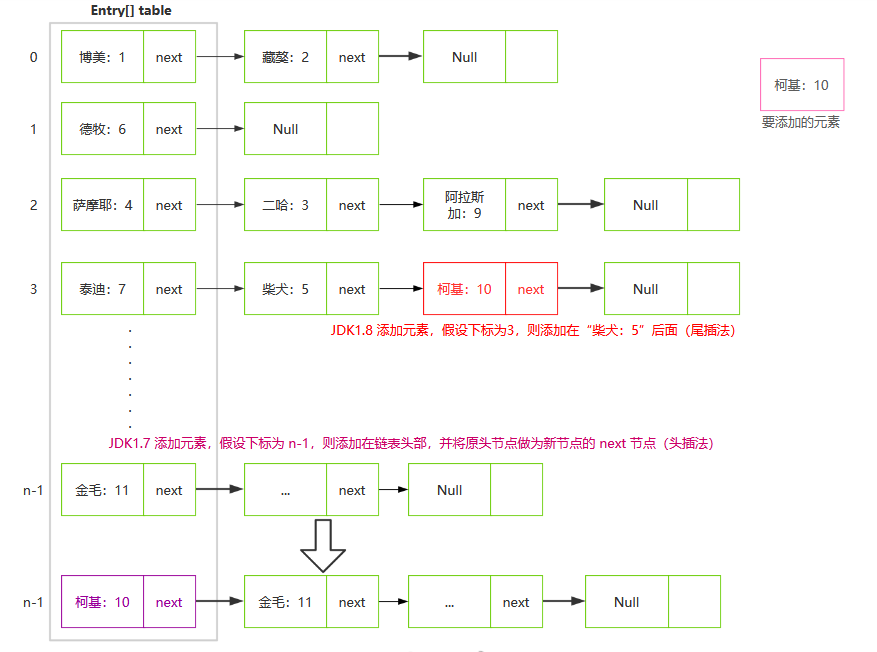 Entry[] table
0 博美：1 next 藏獒：2 next Null
柯基：10
要添加的元素
1 德牧：6 next Null
2 萨摩耶：4 next 二哈：3 next 阿拉斯
加：9 next Null
3 泰迪：7 next 柴犬：5 next 柯基：10 next Null
JDK1.8 添加元素，假设下标为3，则添加在“柴犬：5”后面（尾插法）
JDK1.7 添加元素，假设下标为 n-1，则添加在链表头部，并将原头节点做为新节点的 next 节点（头插法）
n-1 金毛：11 next ... next Null
n-1 柯基：10 next 金毛：11 next ... next Null